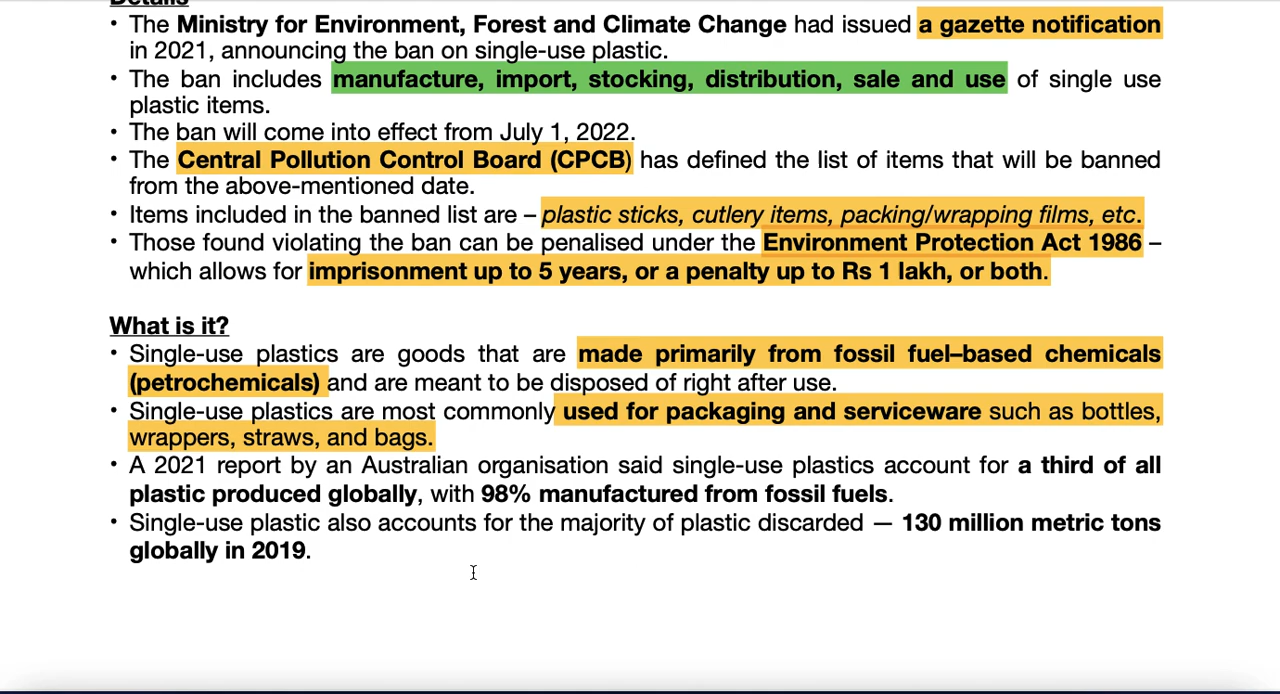 Details
• The Ministry for Environment, Forest and Climate Change had issued a gazette notification
in 2021, announcing the ban on single-use plastic.
• The ban includes manufacture, import, stocking, distribution, sale and use of single use
plastic items.
• The ban will come into effect from July 1, 2022.
• The Central Pollution Control Board (CPCB) has defined the list of items that will be banned
from the above-mentioned date.
• Items included in the banned list are – plastic sticks, cutlery items, packing/wrapping films, etc.
• Those found violating the ban can be penalised under the Environment Protection Act 1986 –
which allows for imprisonment up to 5 years, or a penalty up to Rs 1 lakh, or both.
What is it?
• Single-use plastics are goods that are made primarily from fossil fuel–based chemicals
(petrochemicals) and are meant to be disposed of right after use.
• Single-use plastics are most commonly used for packaging and serviceware such as bottles,
wrappers, straws, and bags.
• A 2021 report by an Australian organisation said single-use plastics account for a third of all
plastic produced globally, with 98% manufactured from fossil fuels.
• Single-use plastic also accounts for the majority of plastic discarded — 130 million metric tons
globally in 2019.